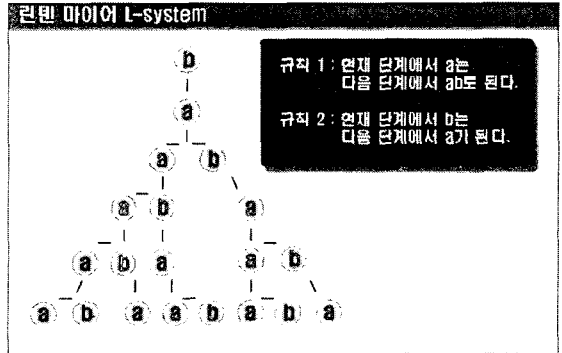 린덴 마이어 L-system
규칙 1 : 현재 단계에서 a는
다음 단계에서 ab로 된다.
규칙 2 : 현재 단계에서 b는
다음 단계에서 a가 된다.
b
a
a b
a b a
a b a a b
a b a a b a b a